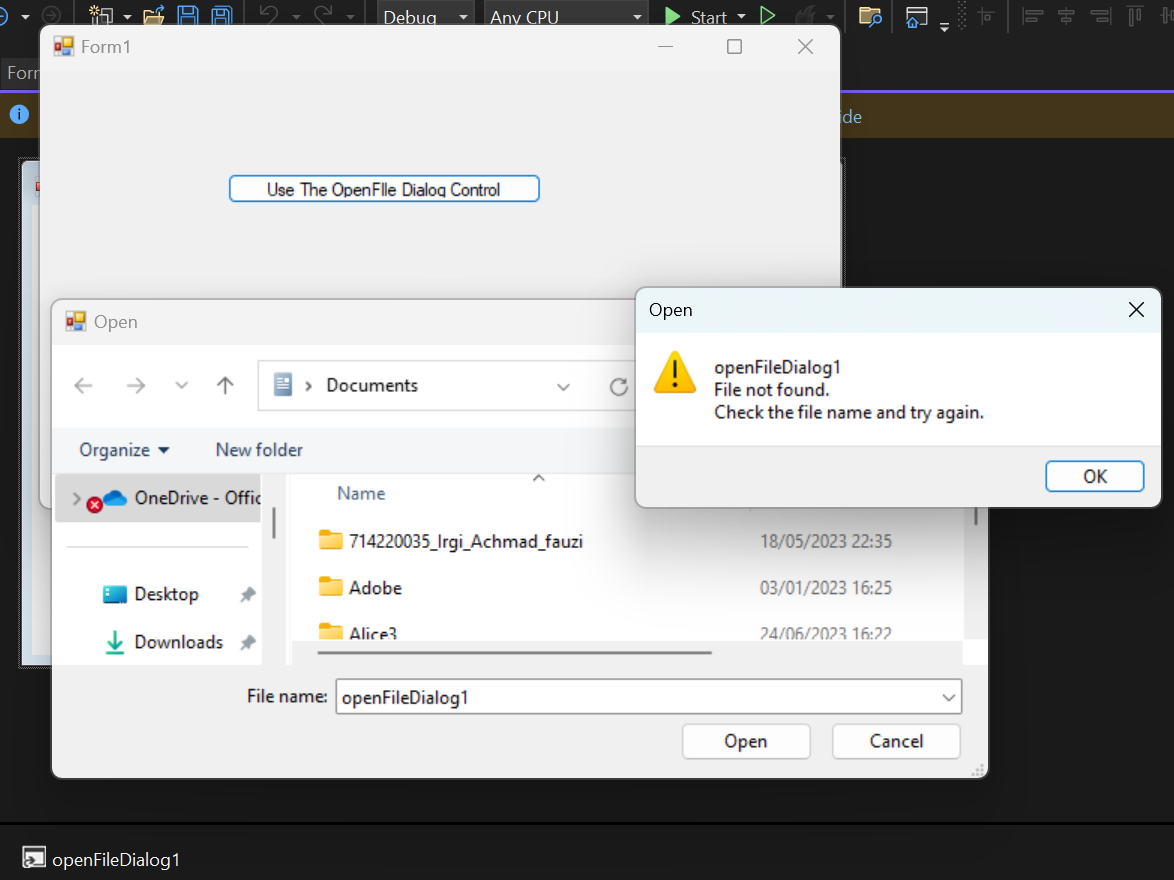 Debug
Any CPU
Start
Form1
Form
ide
Use The OpenFIle Dialog Control
Open
Documents
Organize
New folder
OneDrive - Offic
Name
714220035_Irgi_Achmad_fauzi 18/05/2023 22:35
Adobe 03/01/2023 16:25
Desktop
Alice3 24/06/2023 16:22
Downloads
File name: openFileDialog1
Open Cancel
Open
openFileDialog1
File not found.
Check the file name and try again.
OK
openFileDialog1